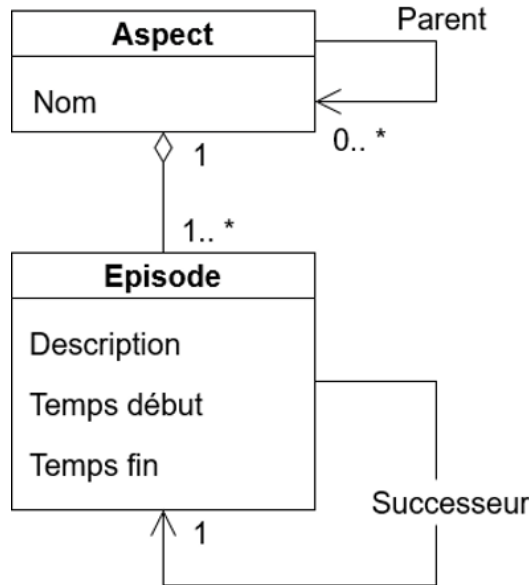 Aspect
Parent
Nom
0.. *
1
1.. *
Episode
Description
Temps début
Temps fin
Successeur
1